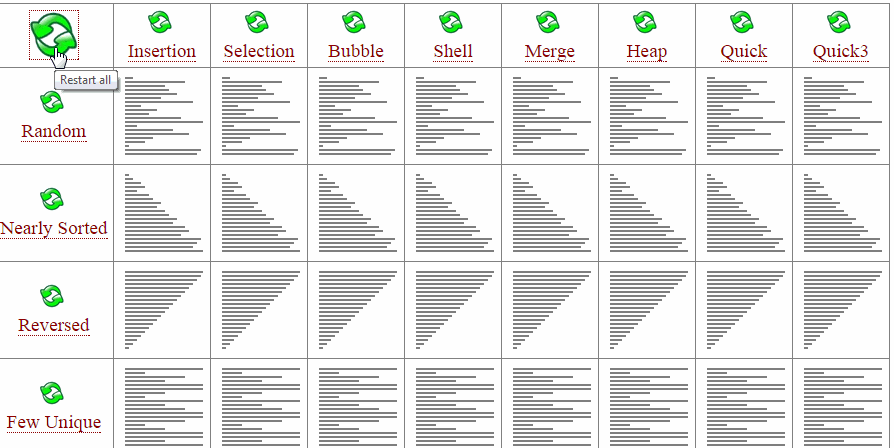 Insertion Selection Bubble Shell Merge Heap Quick Quick3
Restart all
Random
Nearly Sorted
Reversed
Few Unique